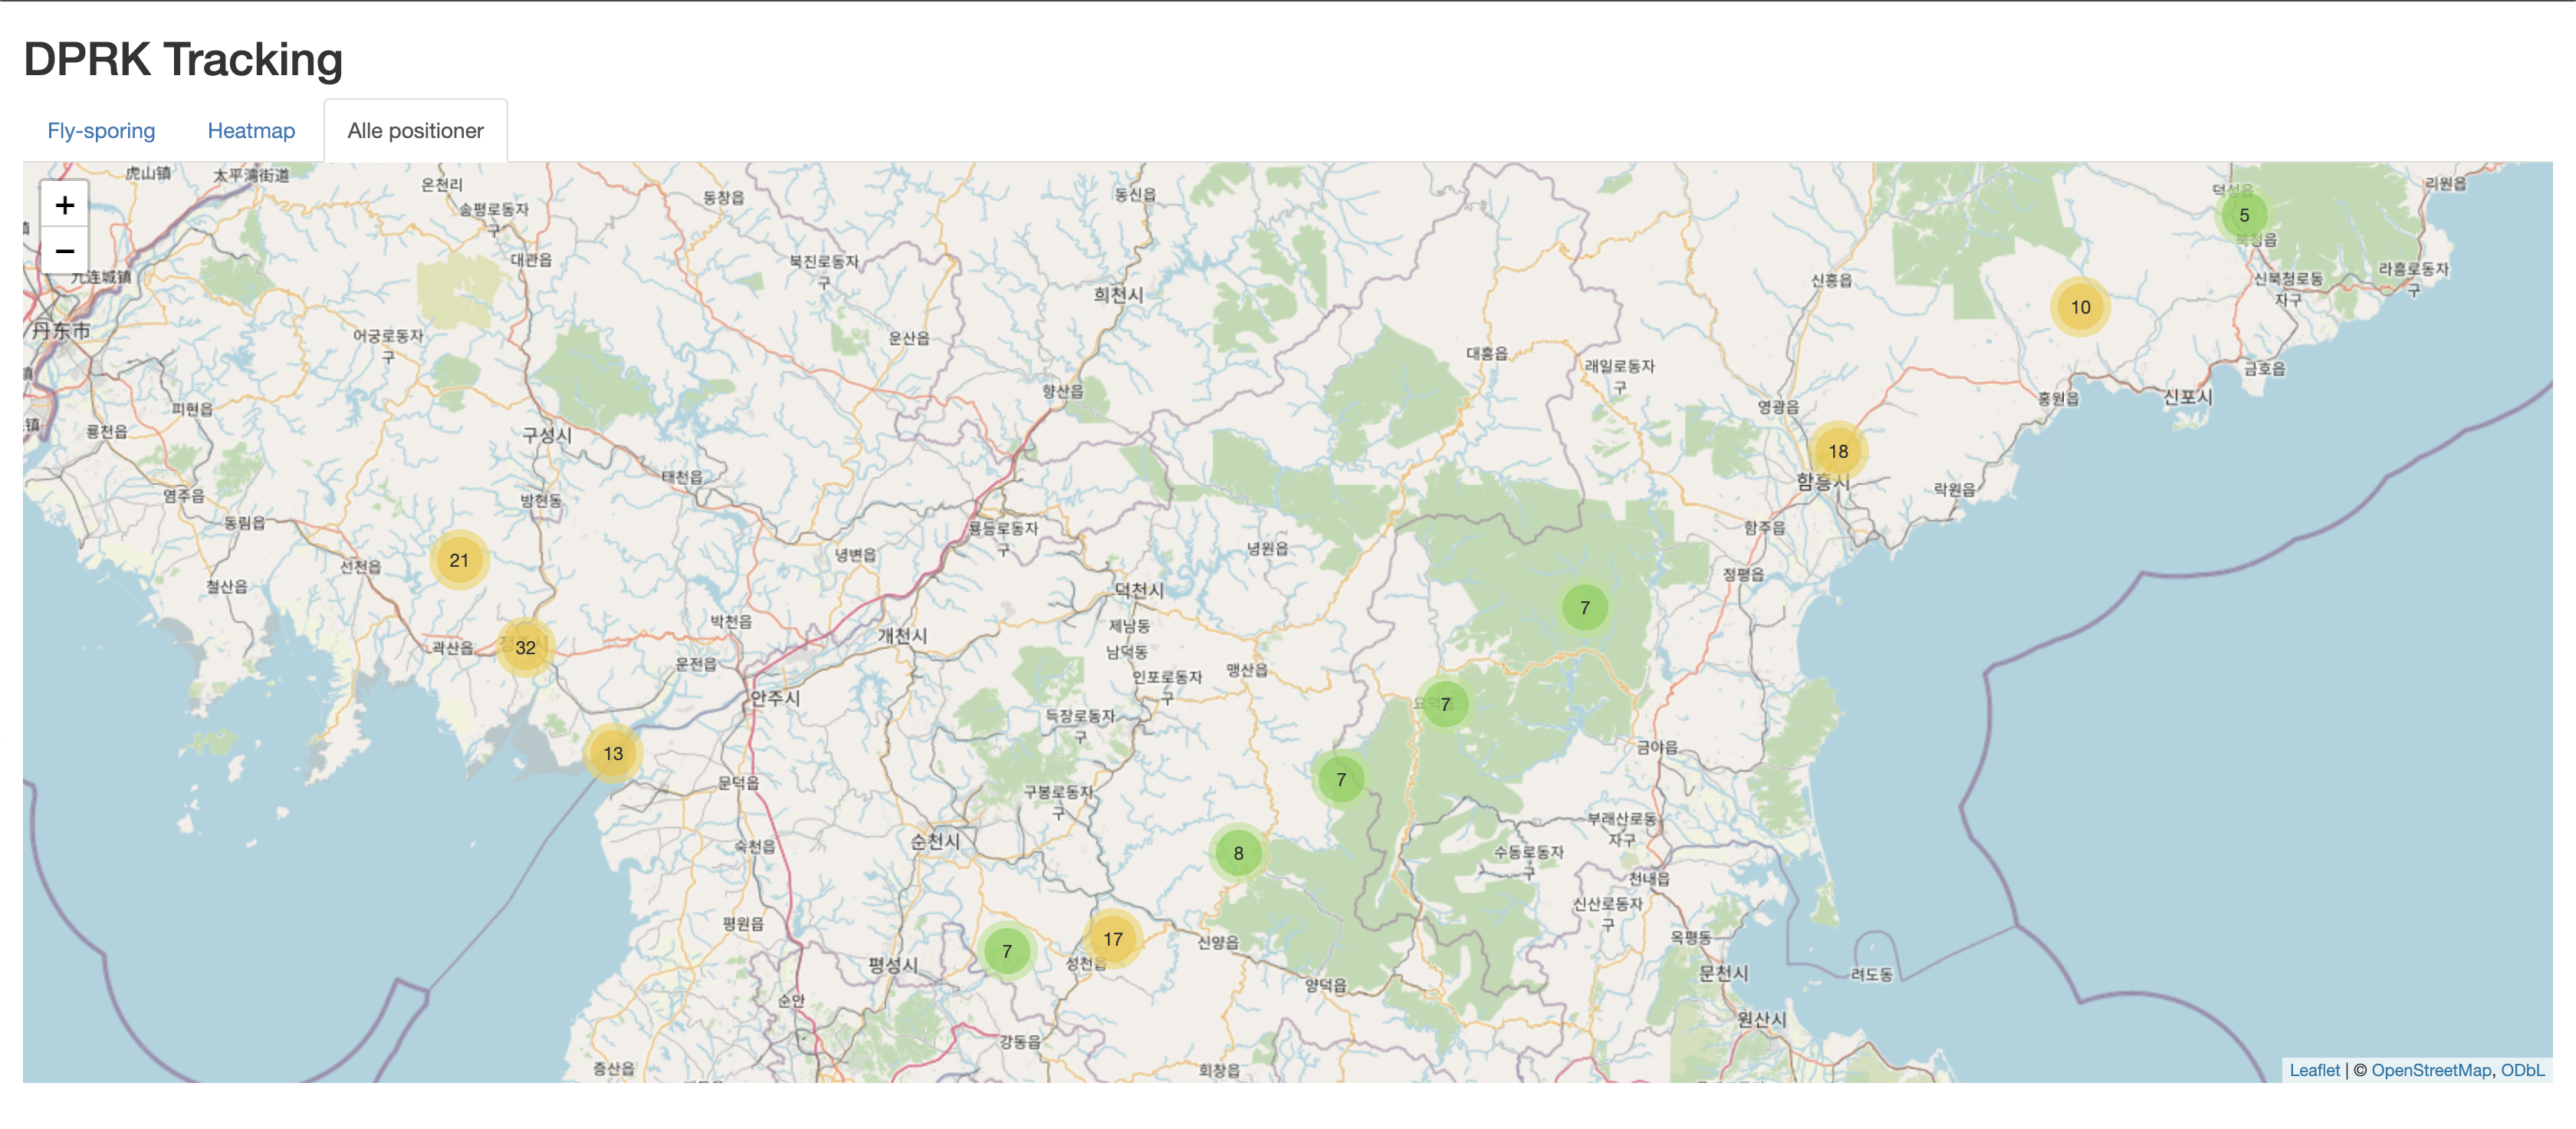 DPRK Tracking
Fly-sporing
Heatmap
Alle positioner
+
−
虎山镇
太平湾街道
온천리
송평로동자
구
동창읍
동신읍
리원읍
5
대관읍
북진로동자
구
九连城镇
희천시
신흥읍
신북청로동
자구
라흥로동자
구
10
丹东市
어궁로동자
구
운산읍
대흥읍
래일로동자
구
금호읍
향산읍
피현읍
영광읍
홍원읍
신포시
룡천읍
구성시
18
함흥시
태천읍
락원읍
염주읍
방현동
동림읍
룡등로동자
구
함주읍
21
선천읍
녕변읍
녕원읍
정평읍
철산읍
덕천시
7
박천읍
개천시
제남동
32
곽산읍
남덕동
운전읍
인포로동자
구
맹산읍
안주시
7
득장로동자
구
금야읍
13
문덕읍
7
구봉로동자
구
부래산로동
자구
숙천읍
순천시
8
수동로동자
구
천내읍
신산로동자
구
평원읍
17
7
성천읍
신양읍
옥평동
평성시
문천시
려도동
양덕읍
순안
원산시
강동읍
증산읍
회창읍
Leaflet | © OpenStreetMap, ODbL